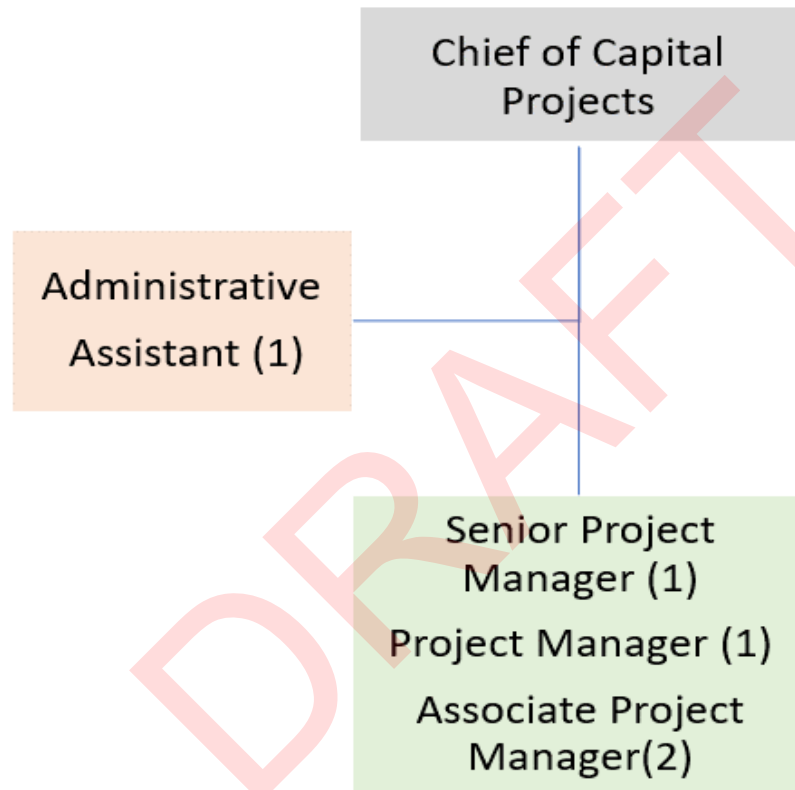 Chief of Capital
Projects
Administrative
Assistant (1)
Senior Project
Manager (1)
Project Manager (1)
Associate Project
Manager(2)
DRAFT